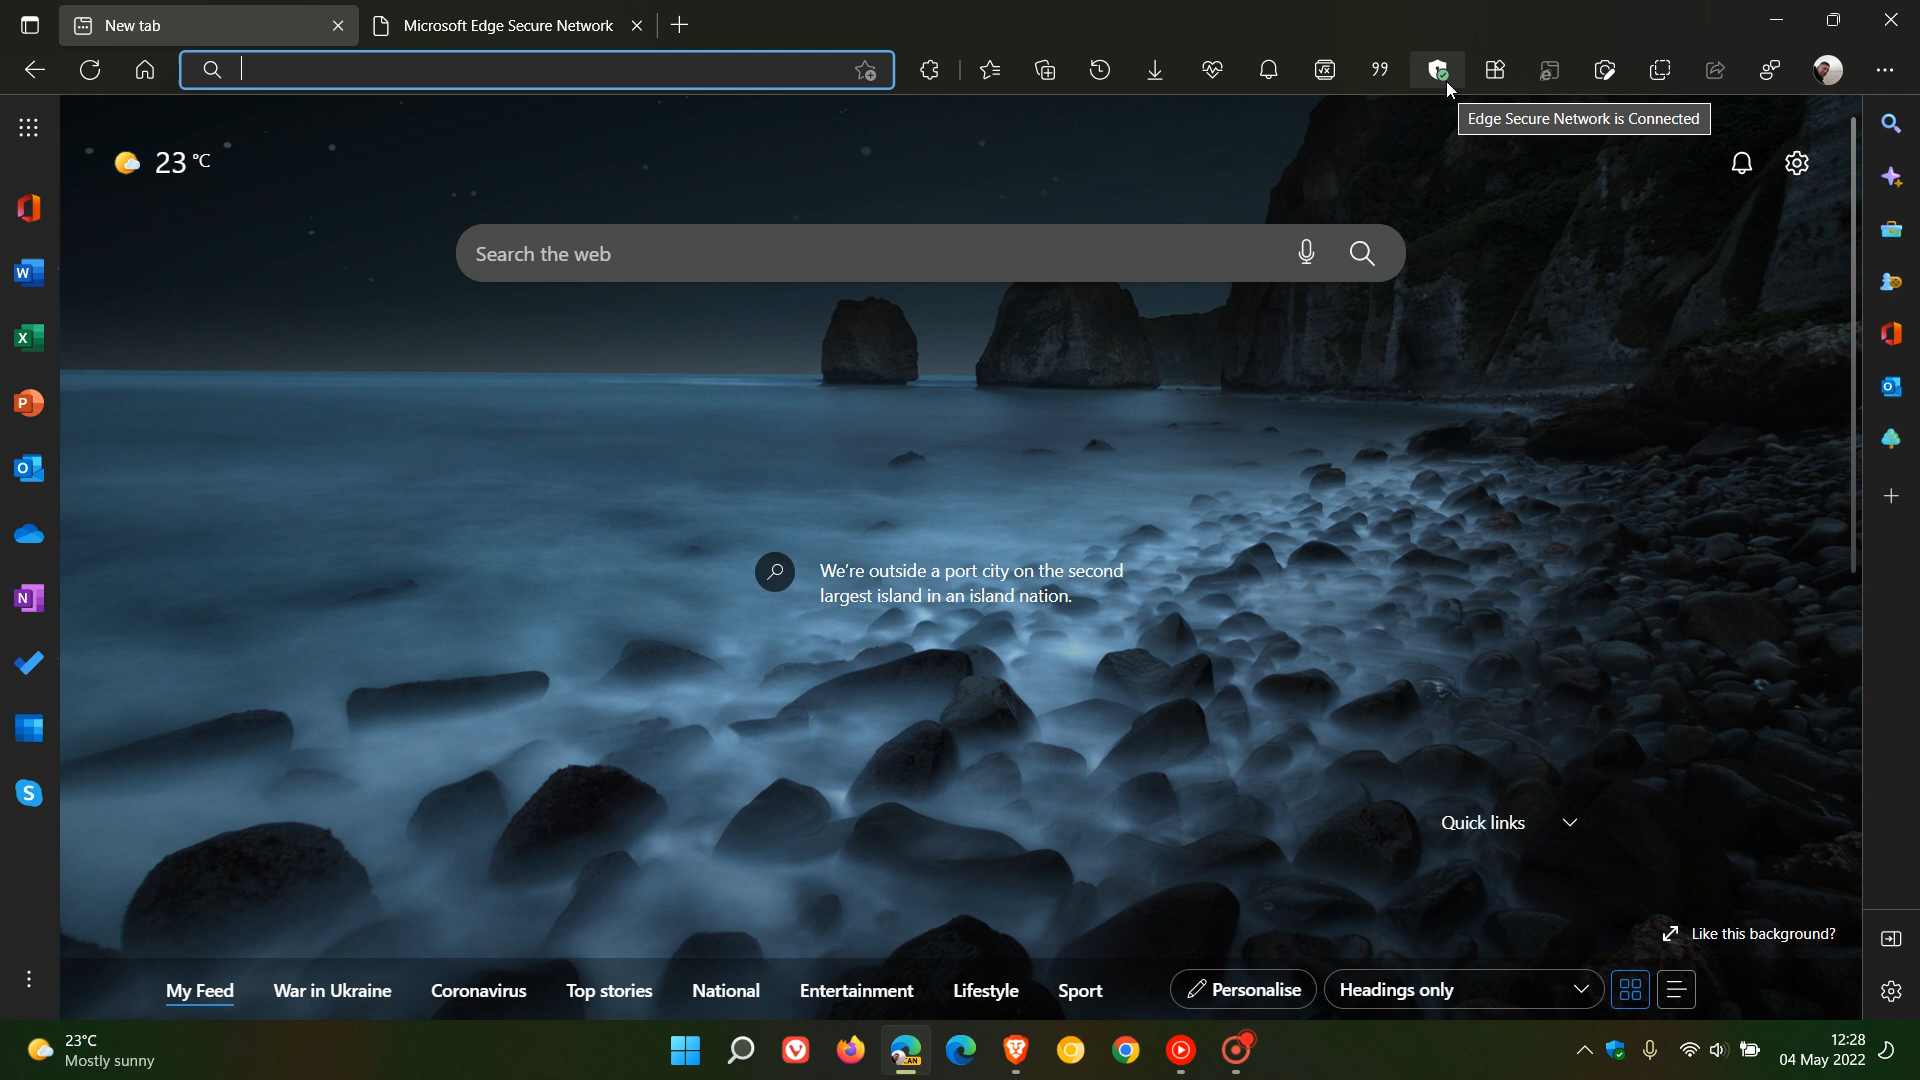 New tab
Microsoft Edge Secure Network
Edge Secure Network is Connected
23 °C
Search the web
We're outside a port city on the second
largest island in an island nation.
Quick links
Like this background?
My Feed
War in Ukraine
Coronavirus
Top stories
National
Entertainment
Lifestyle
Sport
Personalise
Headings only
23°C
Mostly sunny
CAN
12:28
04 May 2022